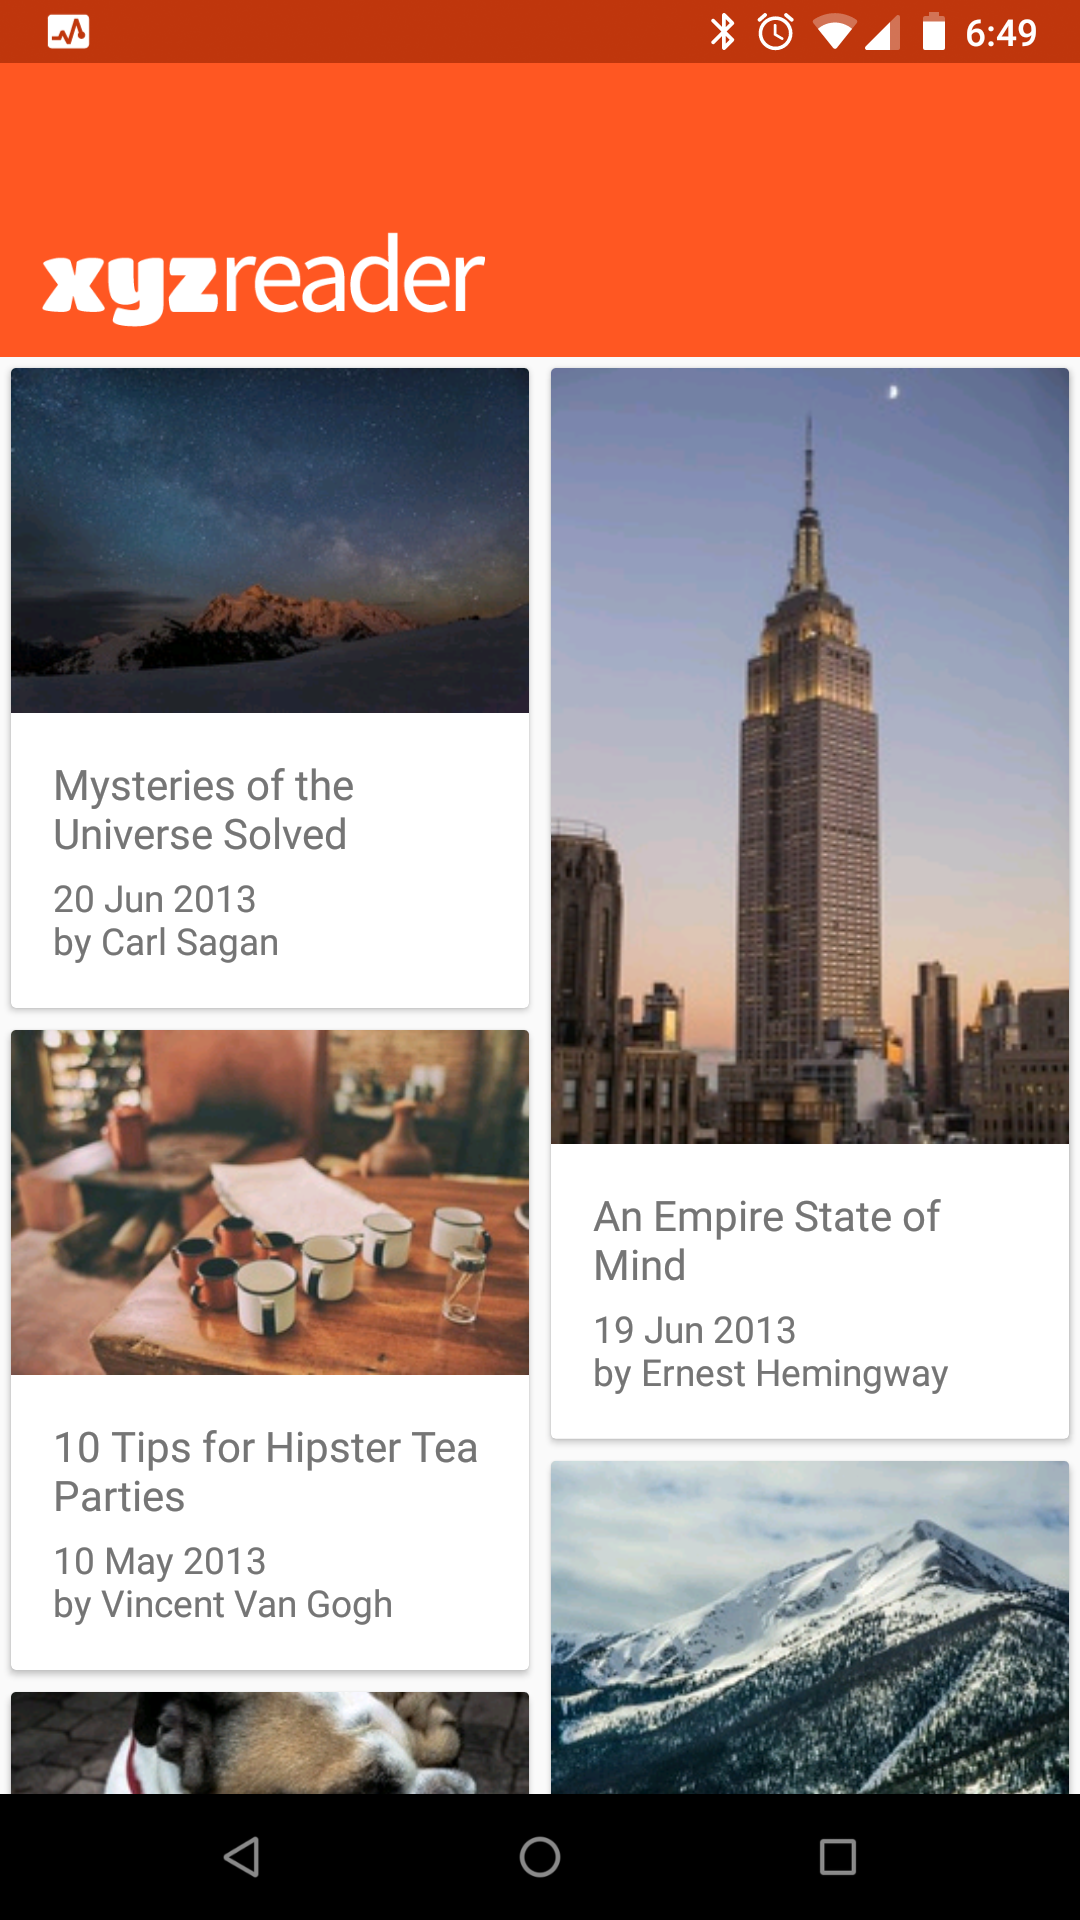 6:49
xyzreader
Mysteries of the
Universe Solved
20 Jun 2013
by Carl Sagan
An Empire State of
Mind
19 Jun 2013
by Ernest Hemingway
10 Tips for Hipster Tea
Parties
10 May 2013
by Vincent Van Gogh